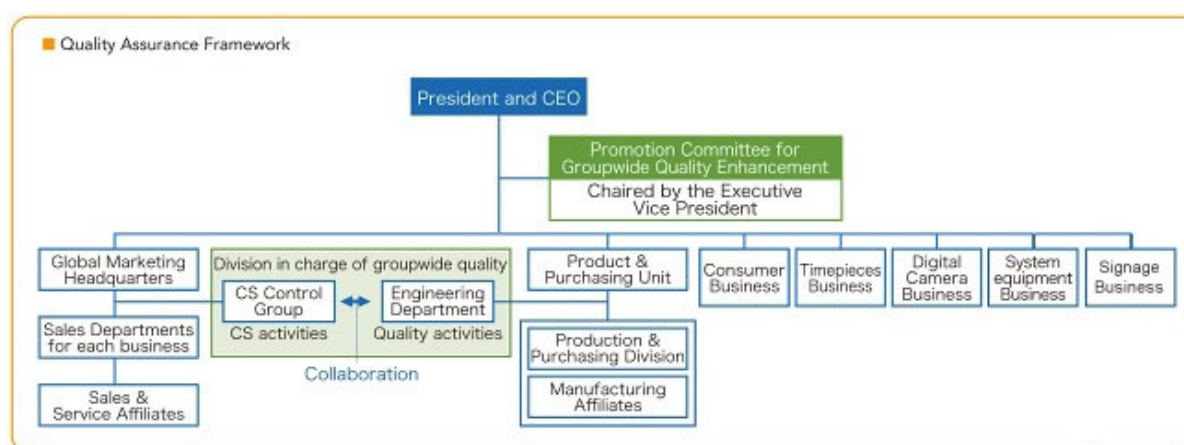 Quality Assurance Framework
President and CEO
Promotion Committee for
Groupwide Quality Enhancement
Chaired by the Executive
Vice President
Global Marketing
Headquarters
Division in charge of groupwide quality
CS Control
Group
CS activities
Engineering
Department
Quality activities
Collaboration
Product &
Purchasing Unit
Consumer
Business
Timepieces
Business
Digital
Camera
Business
System
equipment
Business
Signage
Business
Sales Departments
for each business
Sales &
Service Affiliates
Production &
Purchasing Division
Manufacturing
Affiliates